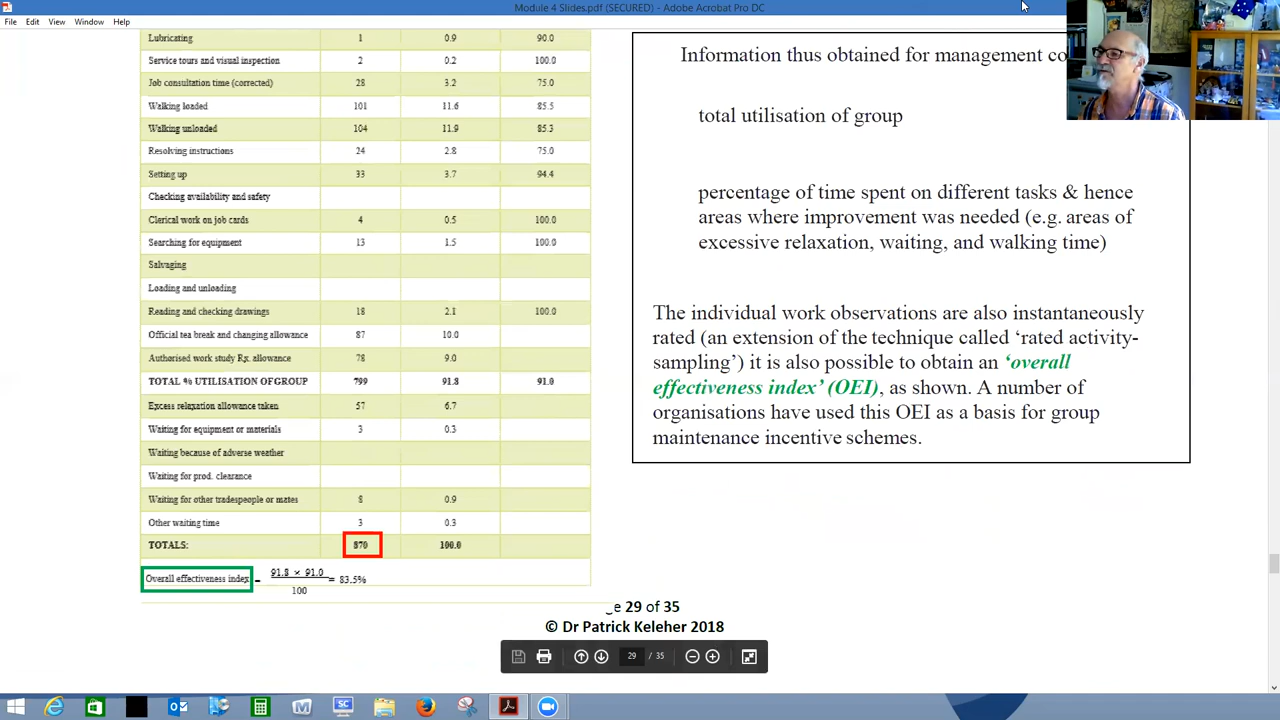 Module 4 Slides.pdf (SECURED) - Adobe Acrobat Pro DC
File Edit View Window Help
Lubricating 1 0.9 90.0
Service tours and visual inspection 2 0.2 100.0
Job consultation time (corrected) 28 3.2 75.0
Walking loaded 101 11.6 85.5
Walking unloaded 104 11.9 85.3
Resolving instructions 24 2.8 75.0
Setting up 33 3.7 94.4
Checking availability and safety
Clerical work on job cards 4 0.5 100.0
Searching for equipment 13 1.5 100.0
Salvaging
Loading and unloading
Reading and checking drawings 18 2.1 100.0
Official tea break and changing allowance 87 10.0
Authorised work study Rx. allowance 78 9.0
TOTAL % UTILISATION OF GROUP 799 91.8 91.0
Excess relaxation allowance taken 57 6.7
Waiting for equipment or materials 3 0.3
Waiting because of adverse weather
Waiting for prod. clearance
Waiting for other tradespeople or mates 8 0.9
Other waiting time 3 0.3
TOTALS: 870 100.0
Overall effectiveness index = 91.8 × 91.0 = 83.5%
100
Information thus obtained for management co
total utilisation of group
percentage of time spent on different tasks & hence
areas where improvement was needed (e.g. areas of
excessive relaxation, waiting, and walking time)
The individual work observations are also instantaneously
rated (an extension of the technique called ‘rated activity-
sampling’) it is also possible to obtain an ‘overall
effectiveness index’ (OEI), as shown. A number of
organisations have used this OEI as a basis for group
maintenance incentive schemes.
ge 29 of 35
© Dr Patrick Keleher 2018
29 / 35